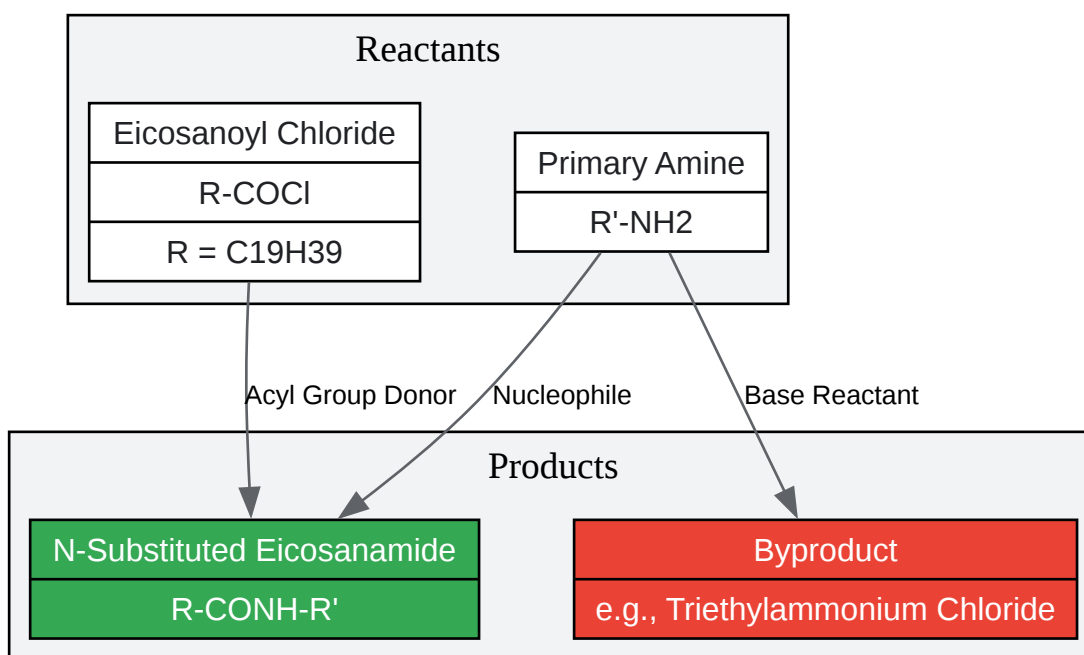 Reactants
Eicosanoyl Chloride
R-COCl
R = C19H39
Primary Amine
R'-NH2
Acyl Group Donor
Nucleophile
Base Reactant
Products
N-Substituted Eicosanamide
R-CONH-R'
Byproduct
e.g., Triethylammonium Chloride